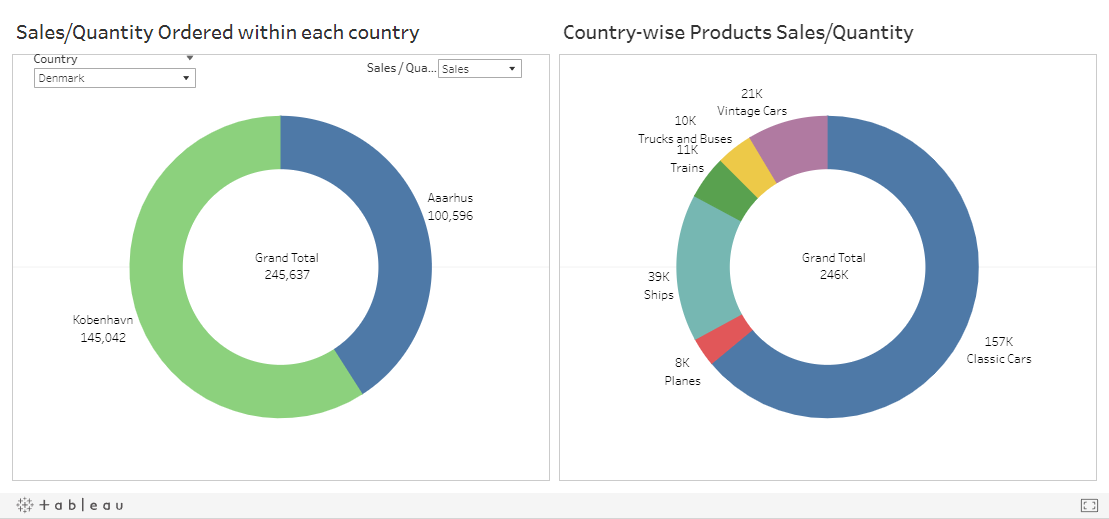 Sales/Quantity Ordered within each country
Country
Denmark
Sales / Qua...
Sales
Aaarhus
100,596
Grand Total
245,637
Kobenhavn
145,042
Country-wise Products Sales/Quantity
21K
Vintage Cars
10K
Trucks and Buses
11K
Trains
Grand Total
246K
39K
Ships
157K
Classic Cars
8K
Planes
+ a b l e a u